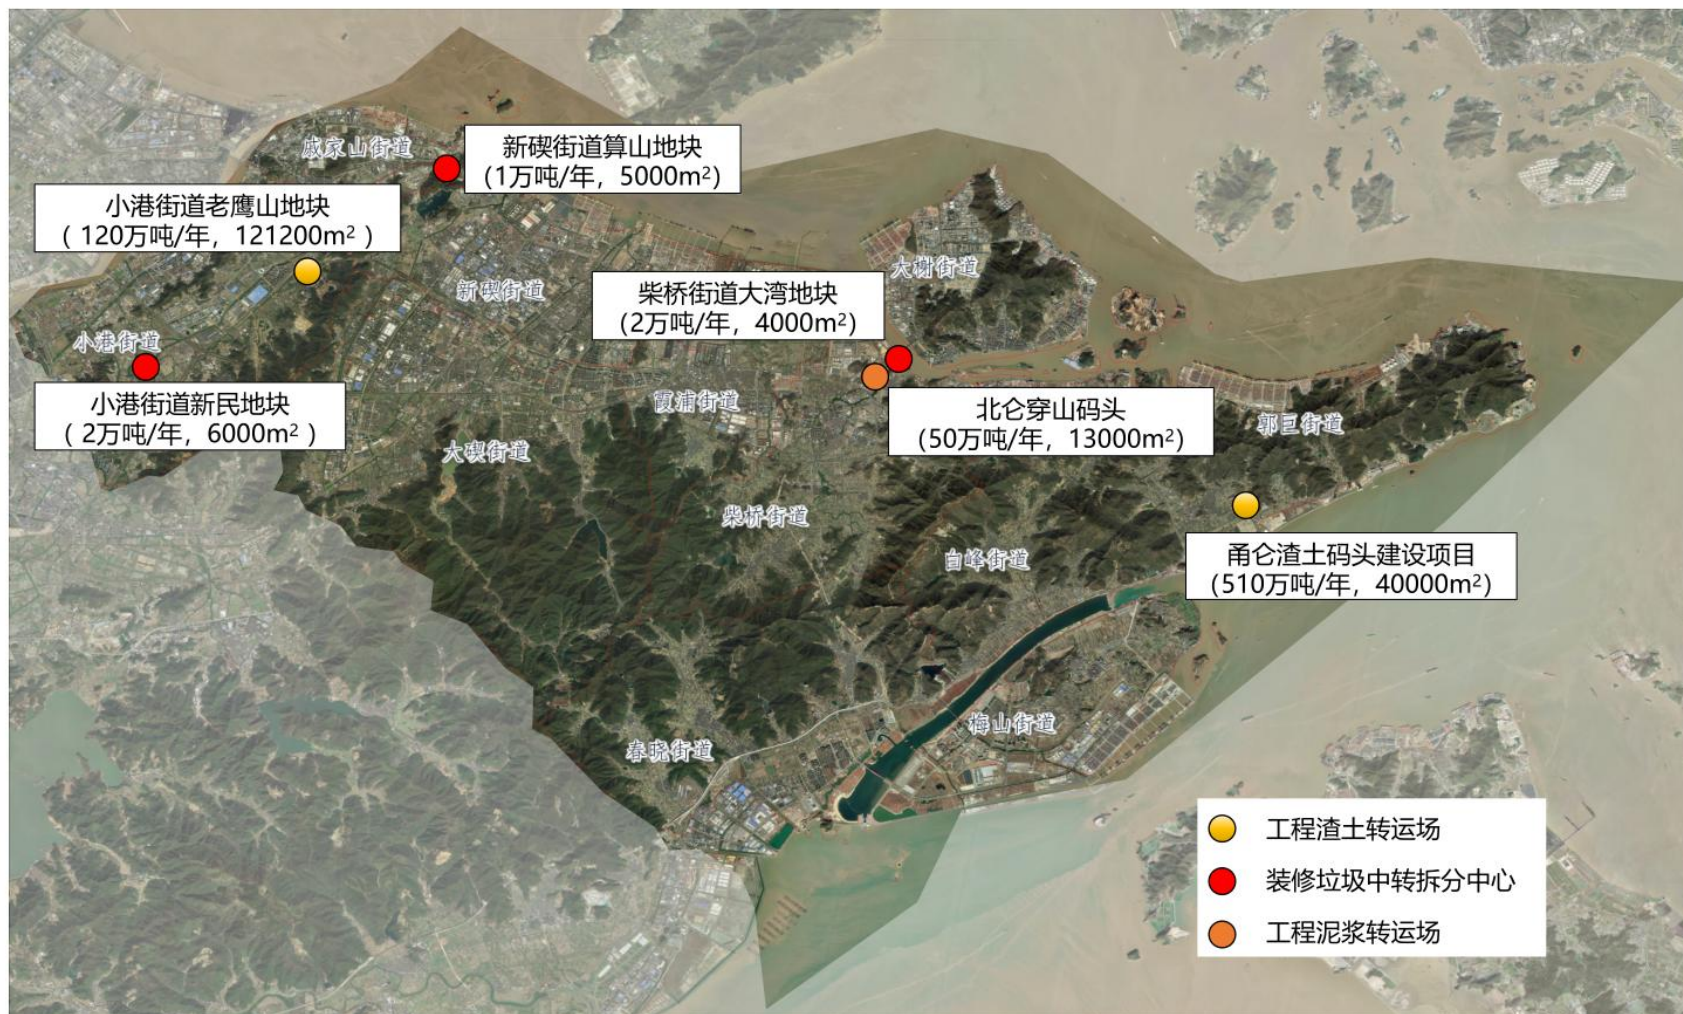 戚家山街道
新碶街道算山地块
（1万吨/年，5000m²）
小港街道老鹰山地块
（ 120万吨/年，121200m² ）
大榭街道
新碶街道
柴桥街道大湾地块
（2万吨/年，4000m²）
小港街道
小港街道新民地块
（ 2万吨/年，6000m² ）
霞浦街道
北仑穿山码头
（50万吨/年，13000m²）
郭巨街道
大碶街道
柴桥街道
白峰街道
甬仑渣土码头建设项目
（510万吨/年，40000m²）
梅山街道
春晓街道
工程渣土转运场
装修垃圾中转拆分中心
工程泥浆转运场